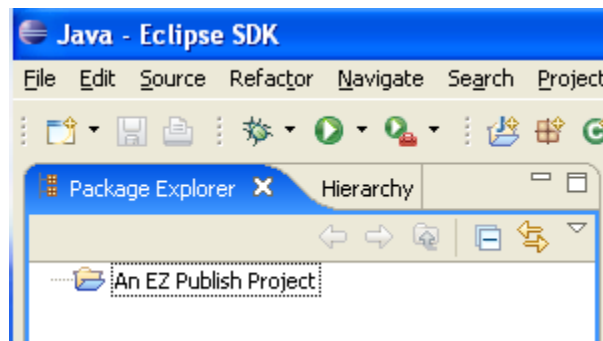 Java - Eclipse SDK
File Edit Source Refactor Navigate Search Project
Package Explorer Hierarchy
An EZ Publish Project